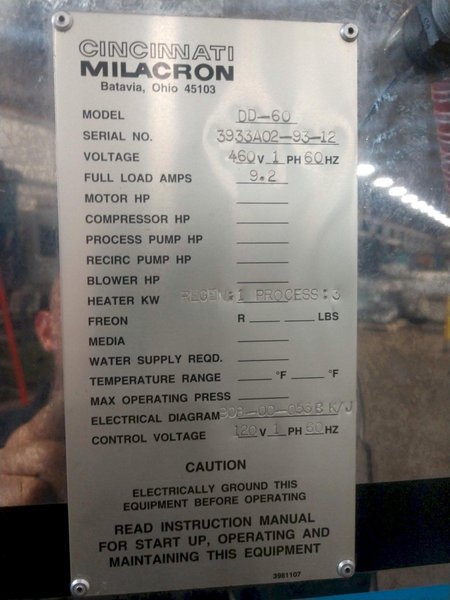 CINCINNATI
MILACRON
Batavia, Ohio 45103
MODEL DD-60
SERIAL NO. 3933A02-93-12
VOLTAGE 460 V 1 PH 60 HZ
FULL LOAD AMPS 9.2
MOTOR HP
COMPRESSOR HP
PROCESS PUMP HP
RECIRC PUMP HP
BLOWER HP
HEATER KW REGEN:1 PROCESS:3
FREON R LBS
MEDIA
WATER SUPPLY REQD.
TEMPERATURE RANGE °F °F
MAX OPERATING PRESS
ELECTRICAL DIAGRAM K/J
CONTROL VOLTAGE 120 V 1 PH 60 HZ
CAUTION
ELECTRICALLY GROUND THIS
EQUIPMENT BEFORE OPERATING
READ INSTRUCTION MANUAL
FOR START UP, OPERATING AND
MAINTAINING THIS EQUIPMENT
3981107